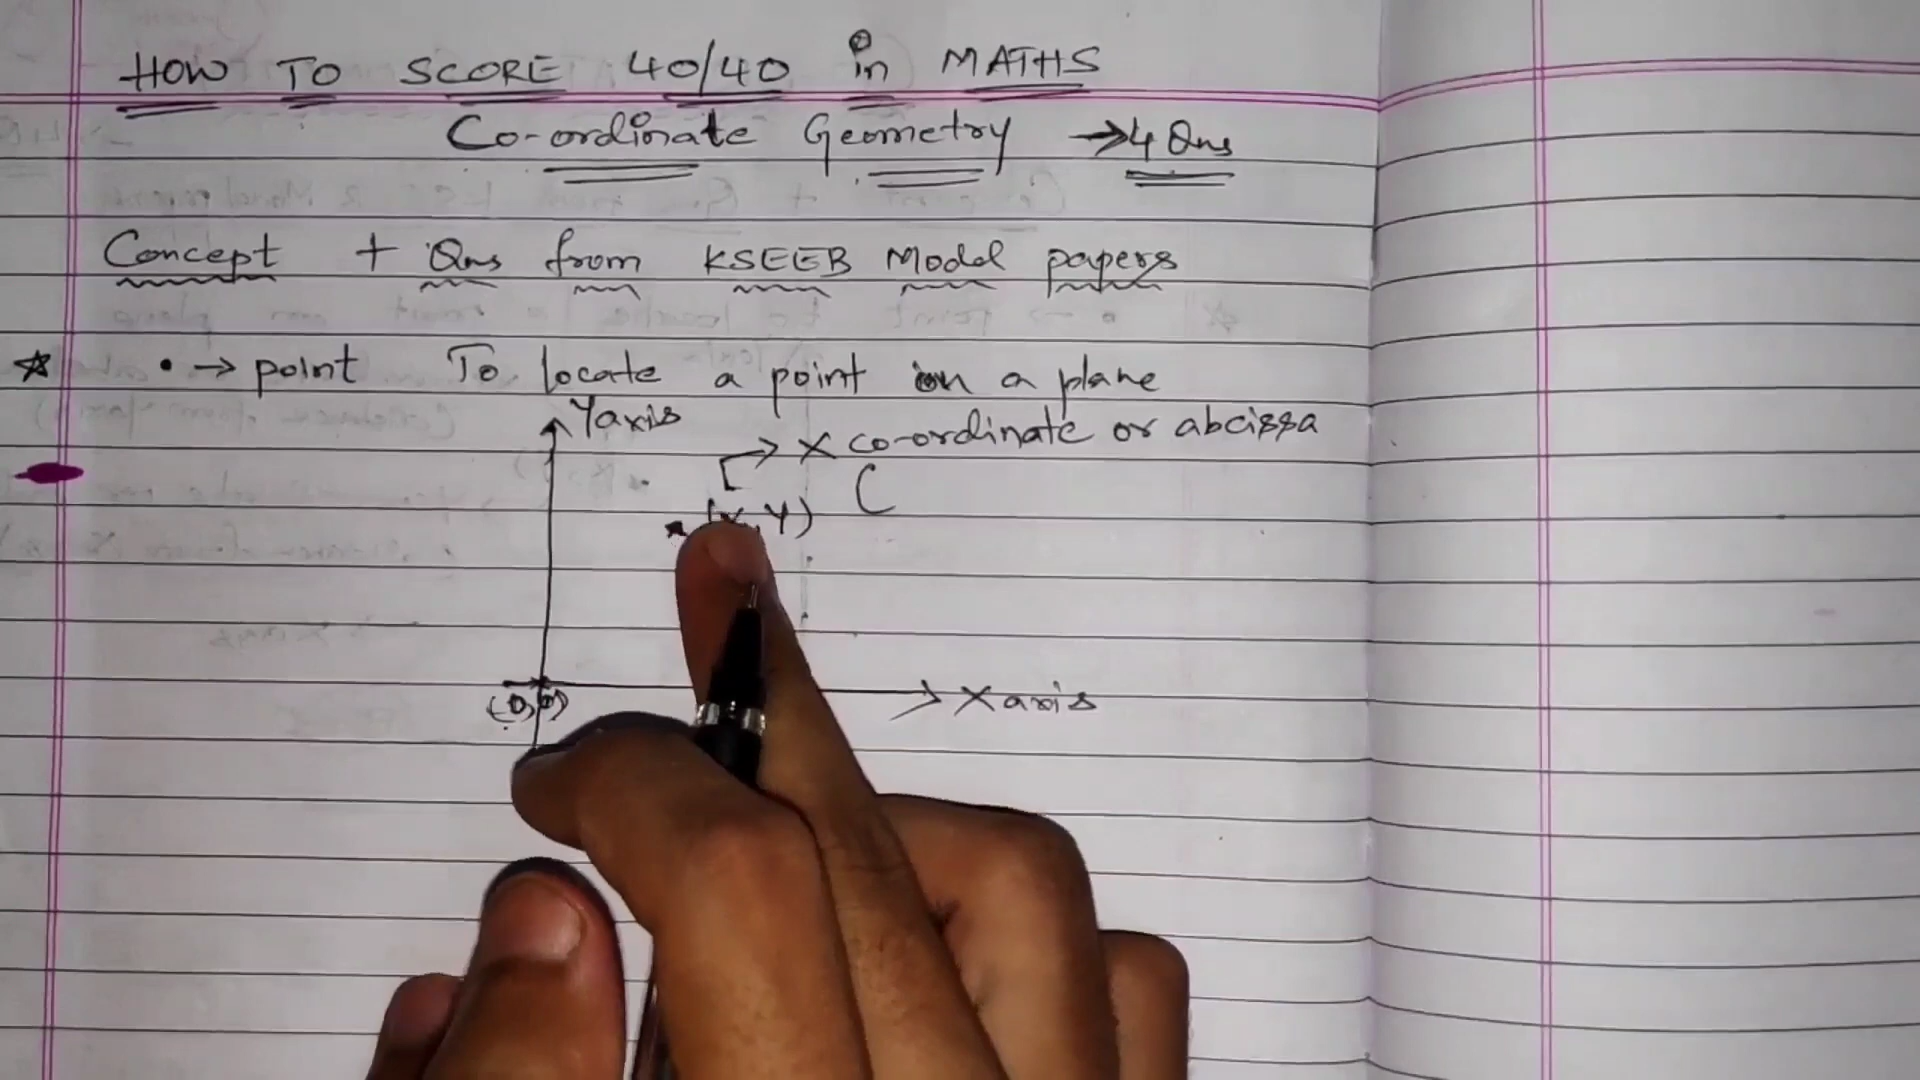 HOW TO SCORE 40/40 in MATHS
Co-ordinate Geometry → 4 Qns
Concept + Qns from KSEEB Model papers
☆ • → point To locate a point on a plane
Y axis
→ X co-ordinate or abcissa
(x, y) (
(0,0)
X axis